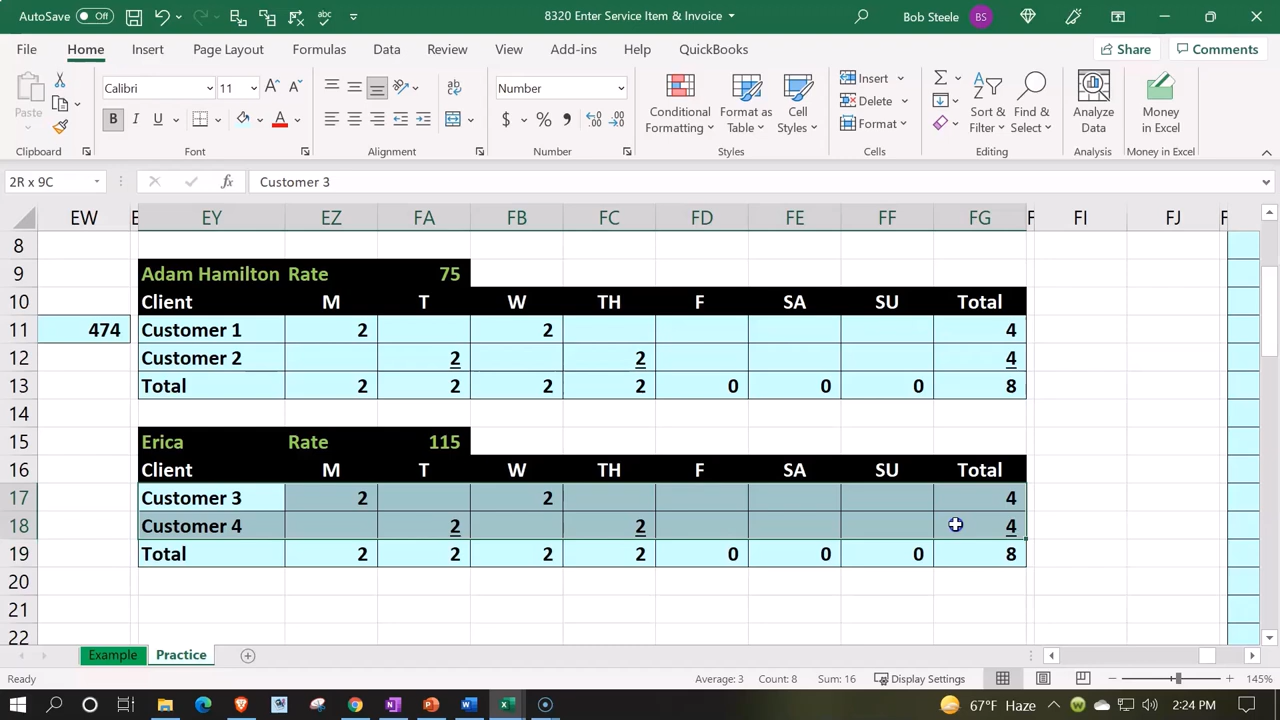 AutoSave Off 8320 Enter Service Item & Invoice Bob Steele BS
File Home Insert Page Layout Formulas Data Review View Add-ins Help QuickBooks Share Comments
Paste Calibri 11 Number Conditional Formatting Format as Table Cell Styles Insert Delete Format Sort & Filter Find & Select Analyze Data Money in Excel
Clipboard Font Alignment Number Styles Cells Editing Analysis Money in Excel
2R x 9C fx Customer 3
EW E EY EZ FA FB FC FD FE FF FG F FI FJ F
8
9 Adam Hamilton Rate 75
10 Client M T W TH F SA SU Total
11 474 Customer 1 2 2 4
12 Customer 2 2 2 4
13 Total 2 2 2 2 0 0 0 8
14
15 Erica Rate 115
16 Client M T W TH F SA SU Total
17 Customer 3 2 2 4
18 Customer 4 2 2 4
19 Total 2 2 2 2 0 0 0 8
20
21
22
Example Practice
Ready Average: 3 Count: 8 Sum: 16 Display Settings 145%
67°F Haze 2:24 PM